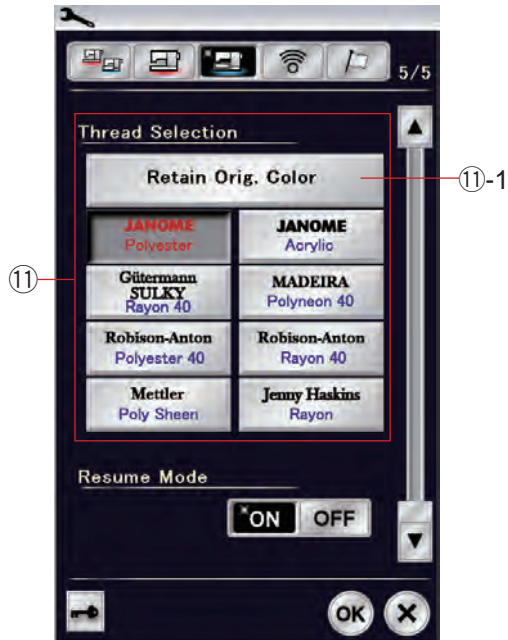 5/5
Thread Selection
Retain Orig. Color
⑪-1
JANOME
Polyester
JANOME
Acrylic
⑪
Gütermann
SULKY
Rayon 40
MADEIRA
Polyneon 40
Robison-Anton
Polyester 40
Robison-Anton
Rayon 40
Mettler
Poly Sheen
Jenny Haskins
Rayon
Resume Mode
ON
OFF
OK